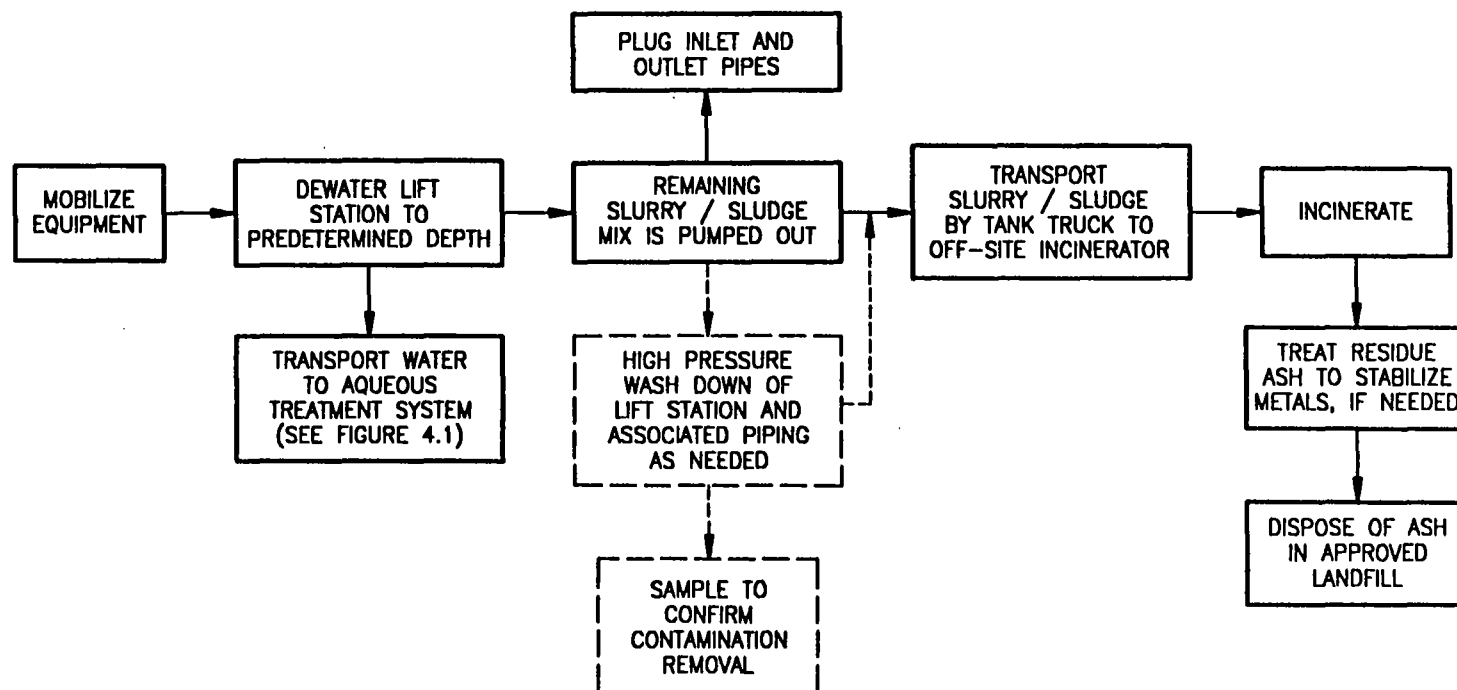 PLUG INLET AND
OUTLET PIPES
MOBILIZE
EQUIPMENT
DEWATER LIFT
STATION TO
PREDETERMINED DEPTH
REMAINING
SLURRY / SLUDGE
MIX IS PUMPED OUT
TRANSPORT
SLURRY / SLUDGE
BY TANK TRUCK TO
OFF-SITE INCINERATOR
INCINERATE
TRANSPORT WATER
TO AQUEOUS
TREATMENT SYSTEM
(SEE FIGURE 4.1)
HIGH PRESSURE
WASH DOWN OF
LIFT STATION AND
ASSOCIATED PIPING
AS NEEDED
TREAT RESIDUE
ASH TO STABILIZE
METALS, IF NEEDED
SAMPLE TO
CONFIRM
CONTAMINATION
REMOVAL
DISPOSE OF ASH
IN APPROVED
LANDFILL